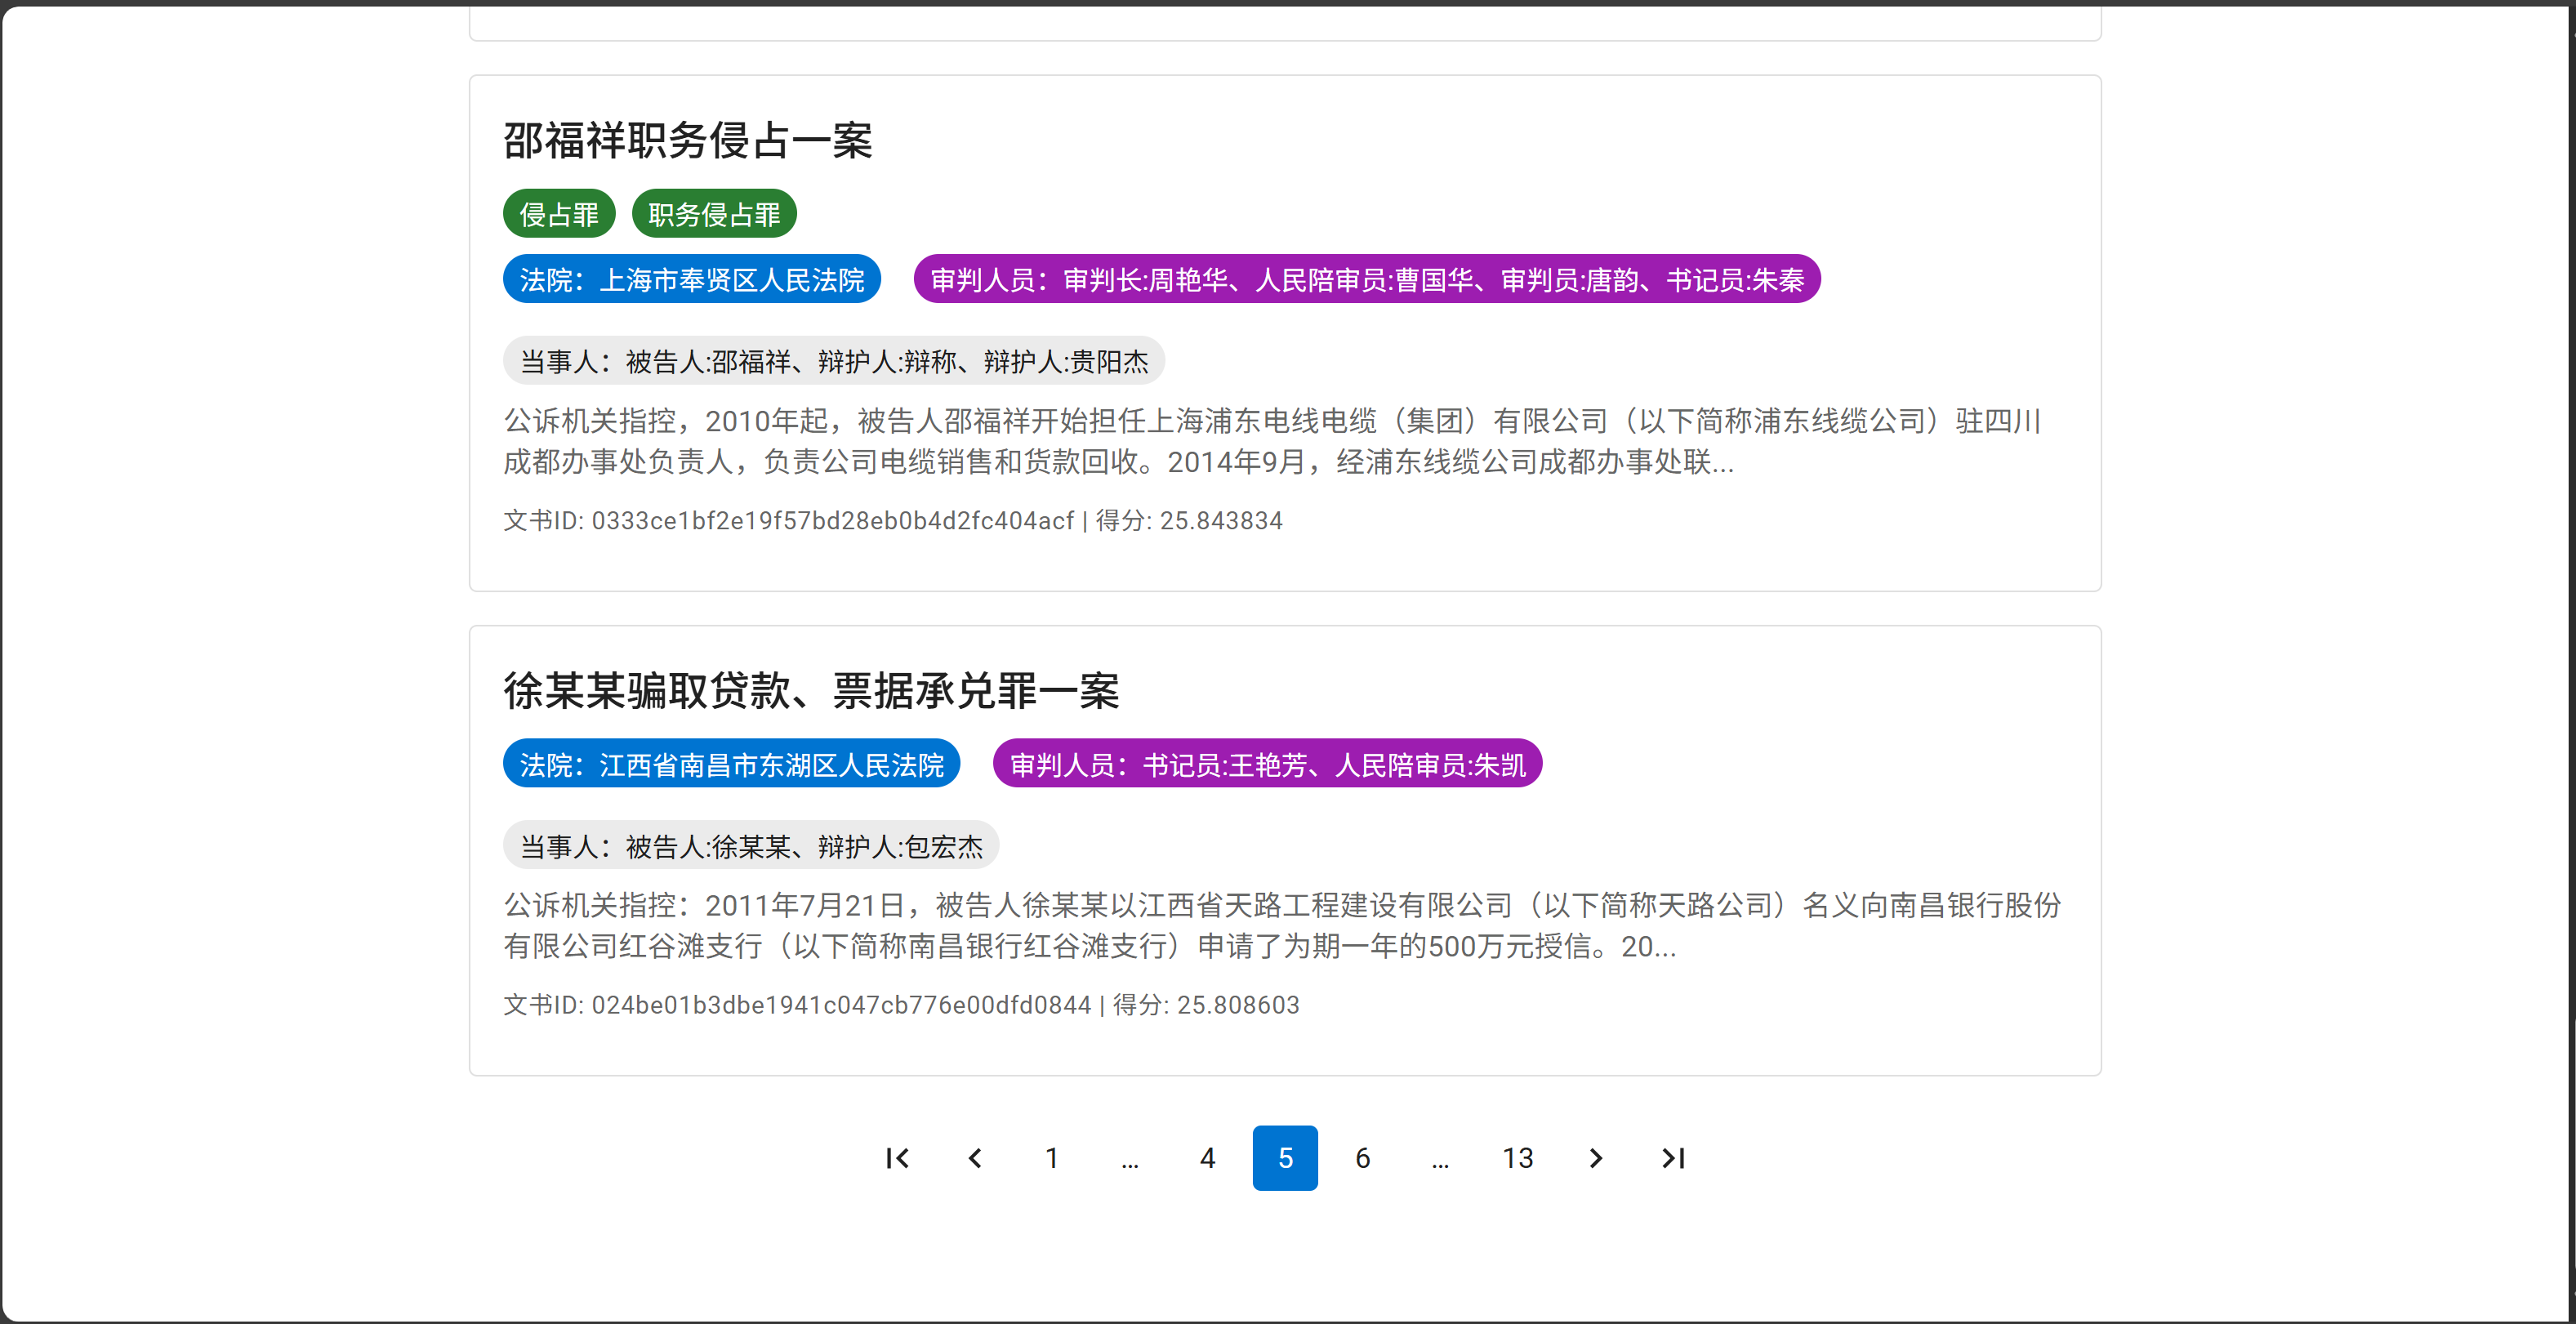 邵福祥职务侵占一案
侵占罪 职务侵占罪
法院：上海市奉贤区人民法院 审判人员：审判长:周艳华、人民陪审员:曹国华、审判员:唐韵、书记员:朱秦
当事人：被告人:邵福祥、辩护人:辩称、辩护人:贵阳杰
公诉机关指控，2010年起，被告人邵福祥开始担任上海浦东电线电缆（集团）有限公司（以下简称浦东线缆公司）驻四川
成都办事处负责人，负责公司电缆销售和货款回收。2014年9月，经浦东线缆公司成都办事处联...
文书ID: 0333ce1bf2e19f57bd28eb0b4d2fc404acf | 得分: 25.843834
徐某某骗取贷款、票据承兑罪一案
法院：江西省南昌市东湖区人民法院 审判人员：书记员:王艳芳、人民陪审员:朱凯
当事人：被告人:徐某某、辩护人:包宏杰
公诉机关指控：2011年7月21日，被告人徐某某以江西省天路工程建设有限公司（以下简称天路公司）名义向南昌银行股份
有限公司红谷滩支行（以下简称南昌银行红谷滩支行）申请了为期一年的500万元授信。20...
文书ID: 024be01b3dbe1941c047cb776e00dfd0844 | 得分: 25.808603
1 ... 4 5 6 ... 13